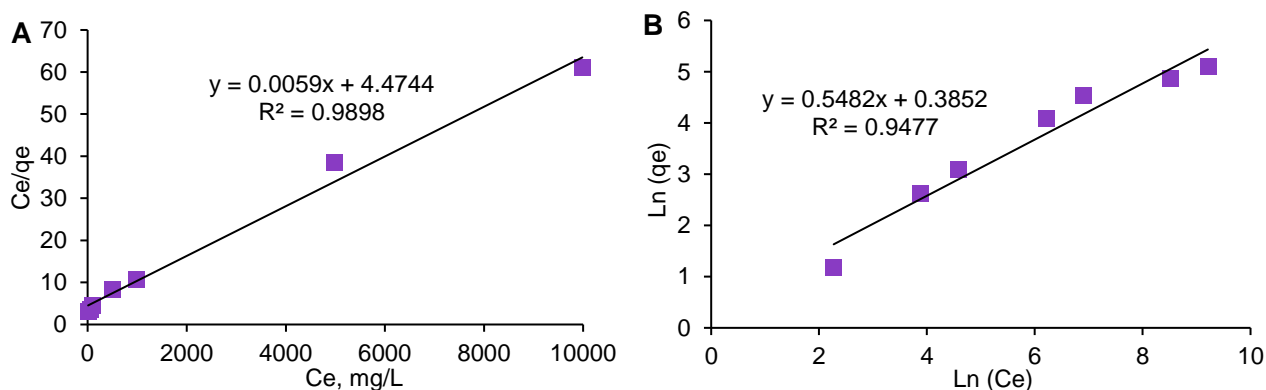 A
70
60
50
40
30
20
10
0
Ce/qe
y = 0.0059x + 4.4744
R² = 0.9898
0 2000 4000 6000 8000 10000
Ce, mg/L
B
6
5
4
3
2
1
0
Ln (qe)
y = 0.5482x + 0.3852
R² = 0.9477
0 2 4 6 8 10
Ln (Ce)